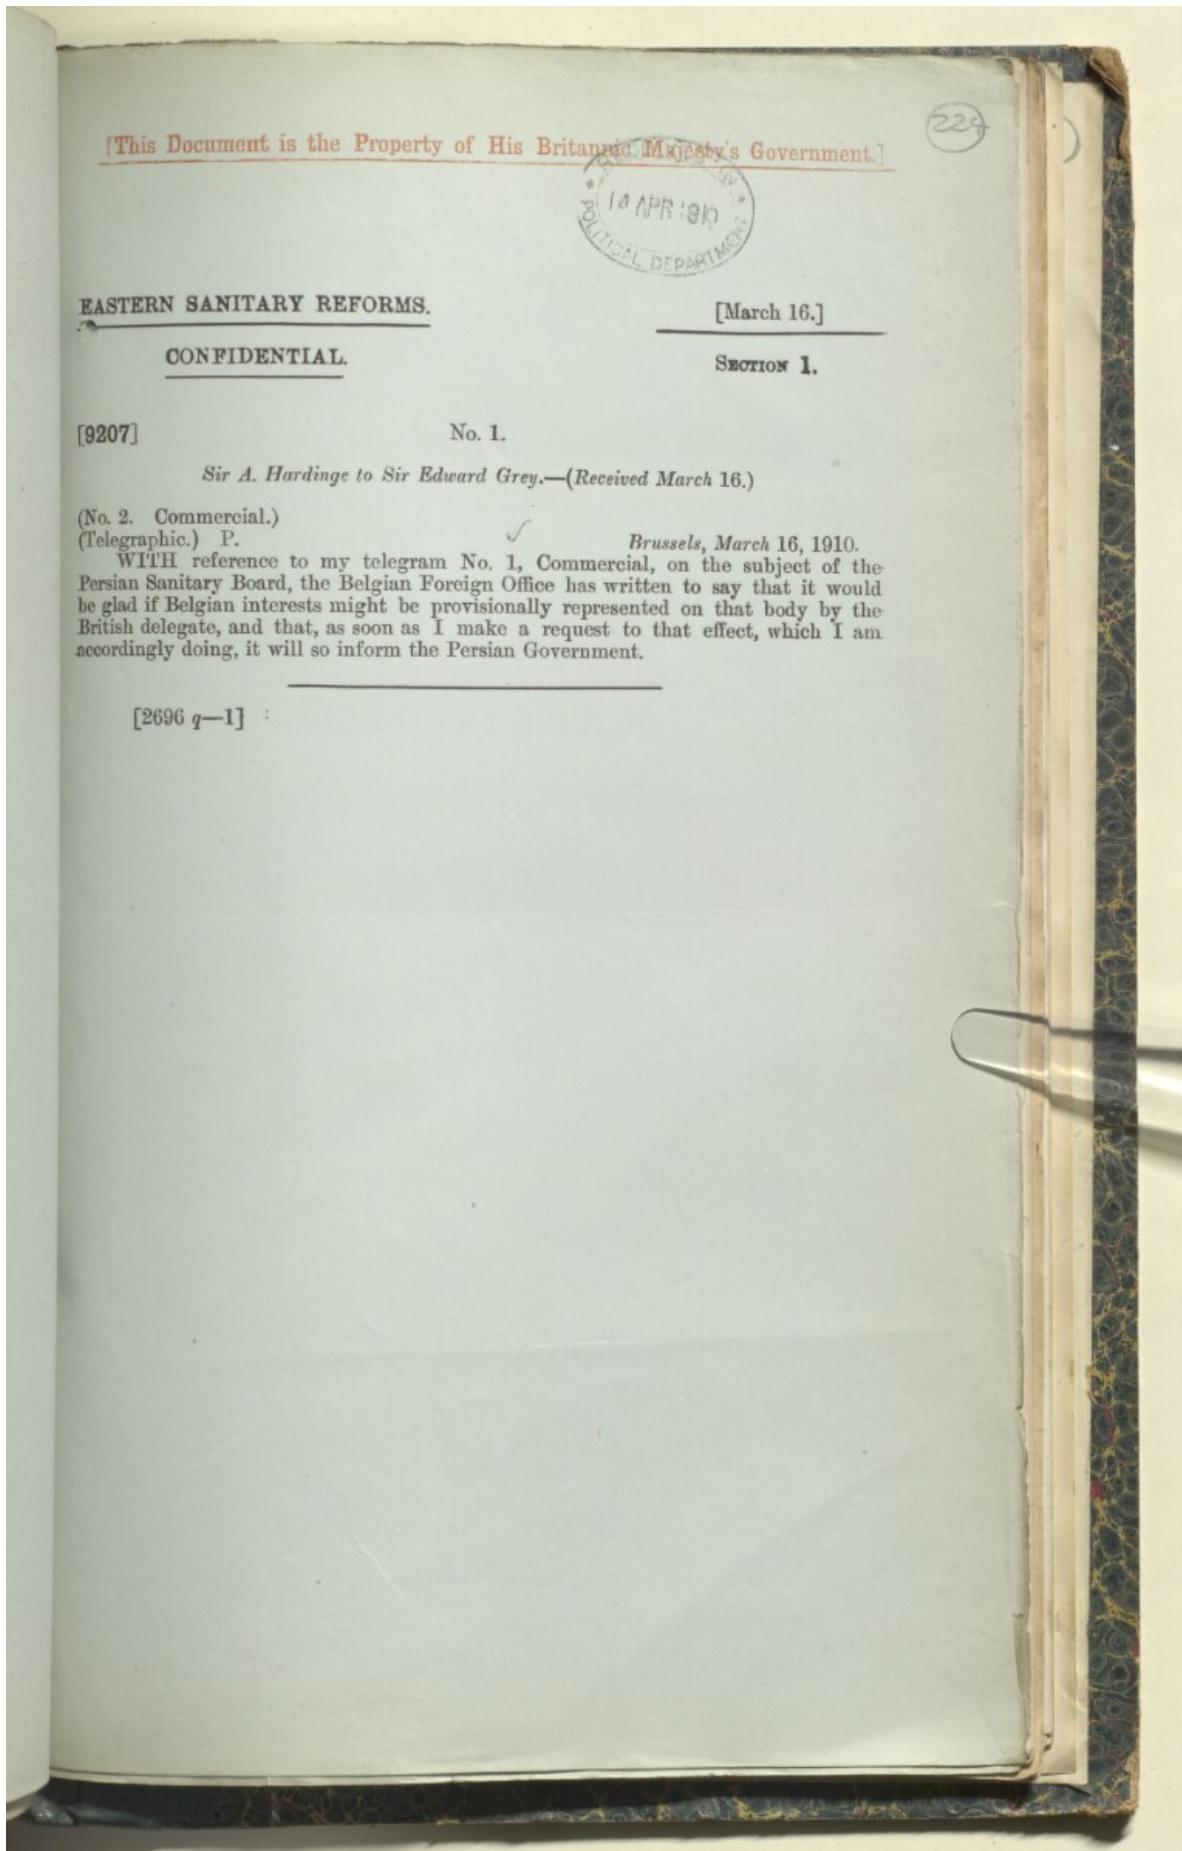 [This Document is the Property of His Britannic Majesty's Government.]
224
14 APR 1910
POLITICAL DEPARTMENT
EASTERN SANITARY REFORMS.
[March 16.]
CONFIDENTIAL.
SECTION 1.
[9207]
No. 1.
Sir A. Hardinge to Sir Edward Grey.—(Received March 16.)
(No. 2. Commercial.)
(Telegraphic.) P.
Brussels, March 16, 1910.
WITH reference to my telegram No. 1, Commercial, on the subject of the
Persian Sanitary Board, the Belgian Foreign Office has written to say that it would
be glad if Belgian interests might be provisionally represented on that body by the
British delegate, and that, as soon as I make a request to that effect, which I am
accordingly doing, it will so inform the Persian Government.
[2696 q—1]